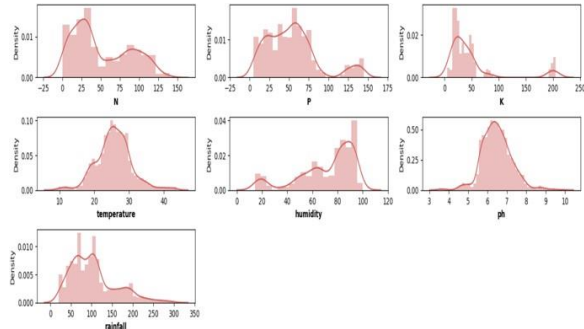 Density
0.01
0.00
-25 0 25 50 75 100 125 150
N
Density
0.01
0.00
-25 0 25 50 75 100 125 150 175
P
Density
0.02
0.00
0 50 100 150 200 250
K
Density
0.10
0.05
0.00
10 20 30 40
temperature
Density
0.04
0.02
0.00
0 20 40 60 80 100 120
humidity
Density
0.50
0.25
0.00
3 4 5 6 7 8 9 10
ph
Density
0.010
0.005
0.000
0 50 100 150 200 250 300 350
rainfall